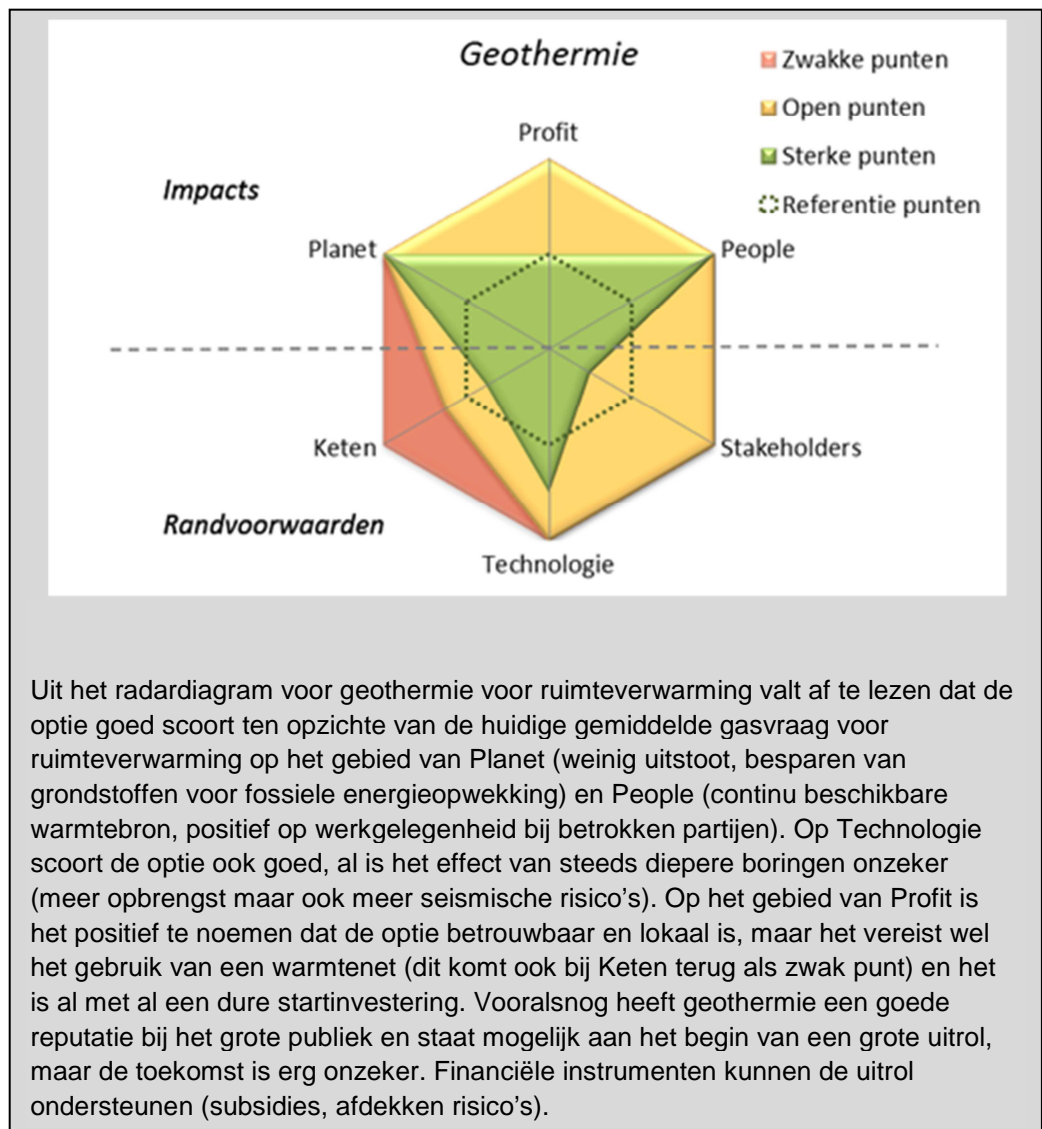 Geothermie
Zwakke punten
Open punten
Sterke punten
Referentie punten
Profit
Impacts
Planet
People
Keten
Stakeholders
Randvoorwaarden
Technologie
Uit het radardiagram voor geothermie voor ruimteverwarming valt af te lezen dat de
optie goed scoort ten opzichte van de huidige gemiddelde gasvraag voor
ruimteverwarming op het gebied van Planet (weinig uitstoot, besparen van
grondstoffen voor fossiele energieopwekking) en People (continu beschikbare
warmtebron, positief op werkgelegenheid bij betrokken partijen). Op Technologie
scoort de optie ook goed, al is het effect van steeds diepere boringen onzeker
(meer opbrengst maar ook meer seismische risico’s). Op het gebied van Profit is
het positief te noemen dat de optie betrouwbaar en lokaal is, maar het vereist wel
het gebruik van een warmtenet (dit komt ook bij Keten terug als zwak punt) en het
is al met al een dure startinvestering. Vooralsnog heeft geothermie een goede
reputatie bij het grote publiek en staat mogelijk aan het begin van een grote uitrol,
maar de toekomst is erg onzeker. Financiële instrumenten kunnen de uitrol
ondersteunen (subsidies, afdekken risico’s).